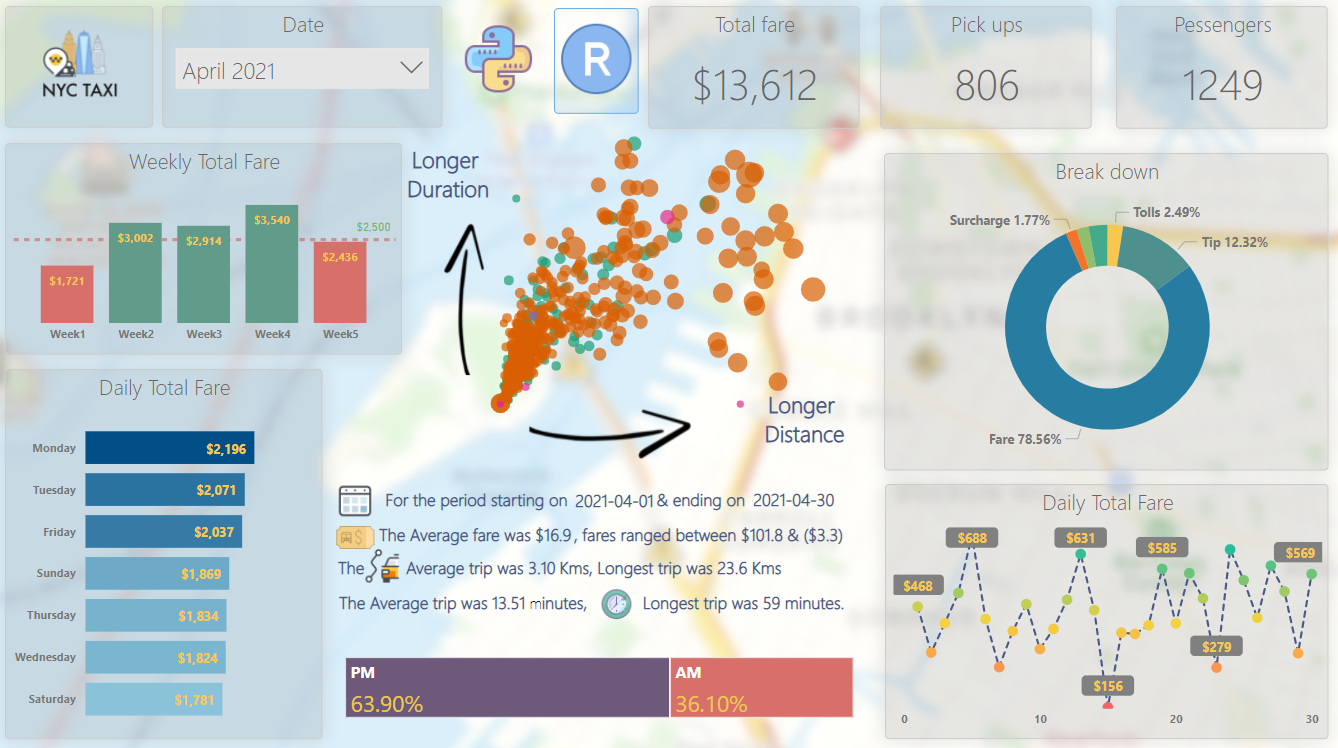 NYC TAXI
Date
April 2021
R
Total fare
$13,612
Pick ups
806
Passengers
1249
Weekly Total Fare
$1,721
$3,002
$2,914
$3,540
$2,436
$2,500
Week1
Week2
Week3
Week4
Week5
Longer
Duration
Longer
Distance
Break down
Surcharge 1.77%
Tolls 2.49%
Tip 12.32%
Fare 78.56%
BROOKLYN
Daily Total Fare
Monday $2,196
Tuesday $2,071
Friday $2,037
Sunday $1,869
Thursday $1,834
Wednesday $1,824
Saturday $1,781
For the period starting on 2021-04-01 & ending on 2021-04-30
The Average fare was $16.9 , fares ranged between $101.8 & ($3.3)
The Average trip was 3.10 Kms, Longest trip was 23.6 Kms
The Average trip was 13.51 minutes, Longest trip was 59 minutes.
PM
63.90%
AM
36.10%
Daily Total Fare
$468
$688
$631
$156
$585
$279
$569
0
10
20
30